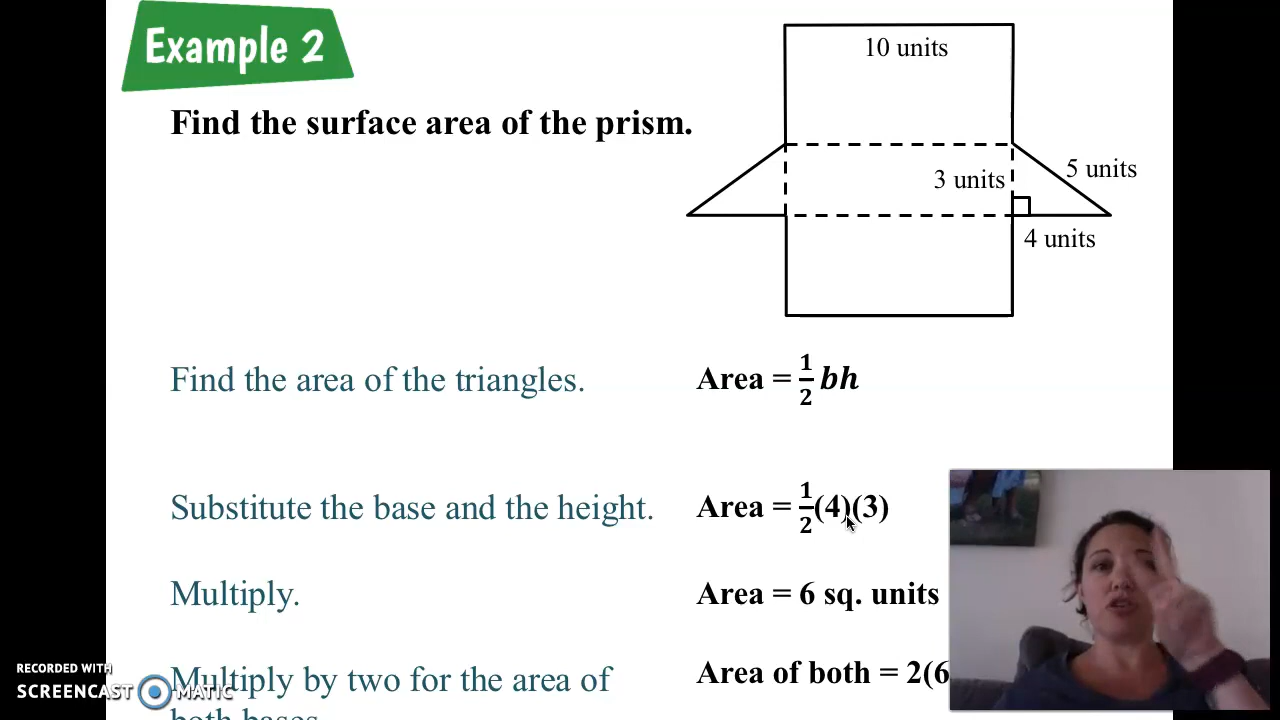 Example 2
10 units
Find the surface area of the prism.
3 units
5 units
4 units
Find the area of the triangles.
Area = 1/2 bh
Substitute the base and the height.
Area = 1/2(4)(3)
Multiply.
Area = 6 sq. units
Multiply by two for the area of
Area of both = 2(6
both bases
RECORDED WITH
SCREENCAST MATIC